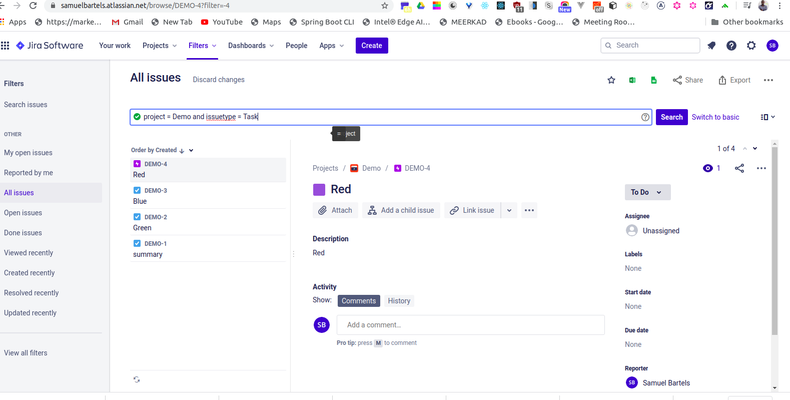 samuelbartels.atlassian.net/browse/DEMO-4?filter=-4
Apps https://marke... Gmail New Tab YouTube Maps Spring Boot CLI Intel® Edge AI... MEERKAD Ebooks - Goog... Meeting Roo... Other bookmarks
Jira Software Your work Projects Filters Dashboards People Apps Create Search SB
Filters
Search issues
OTHER
My open issues
Reported by me
All issues
Open issues
Done issues
Viewed recently
Created recently
Resolved recently
Updated recently
View all filters
All issues Discard changes
Share Export
project = Demo and issuetype = Task
Search Switch to basic
Order by Created
DEMO-4
Red
DEMO-3
Blue
DEMO-2
Green
DEMO-1
summary
1 of 4
Projects / Demo / DEMO-4
1
Red
Attach Add a child issue Link issue
Description
Red
Activity
Show: Comments History
SB Add a comment...
Pro tip: press M to comment
To Do
Assignee
Unassigned
Labels
None
Start date
None
Due date
None
Reporter
SB Samuel Bartels